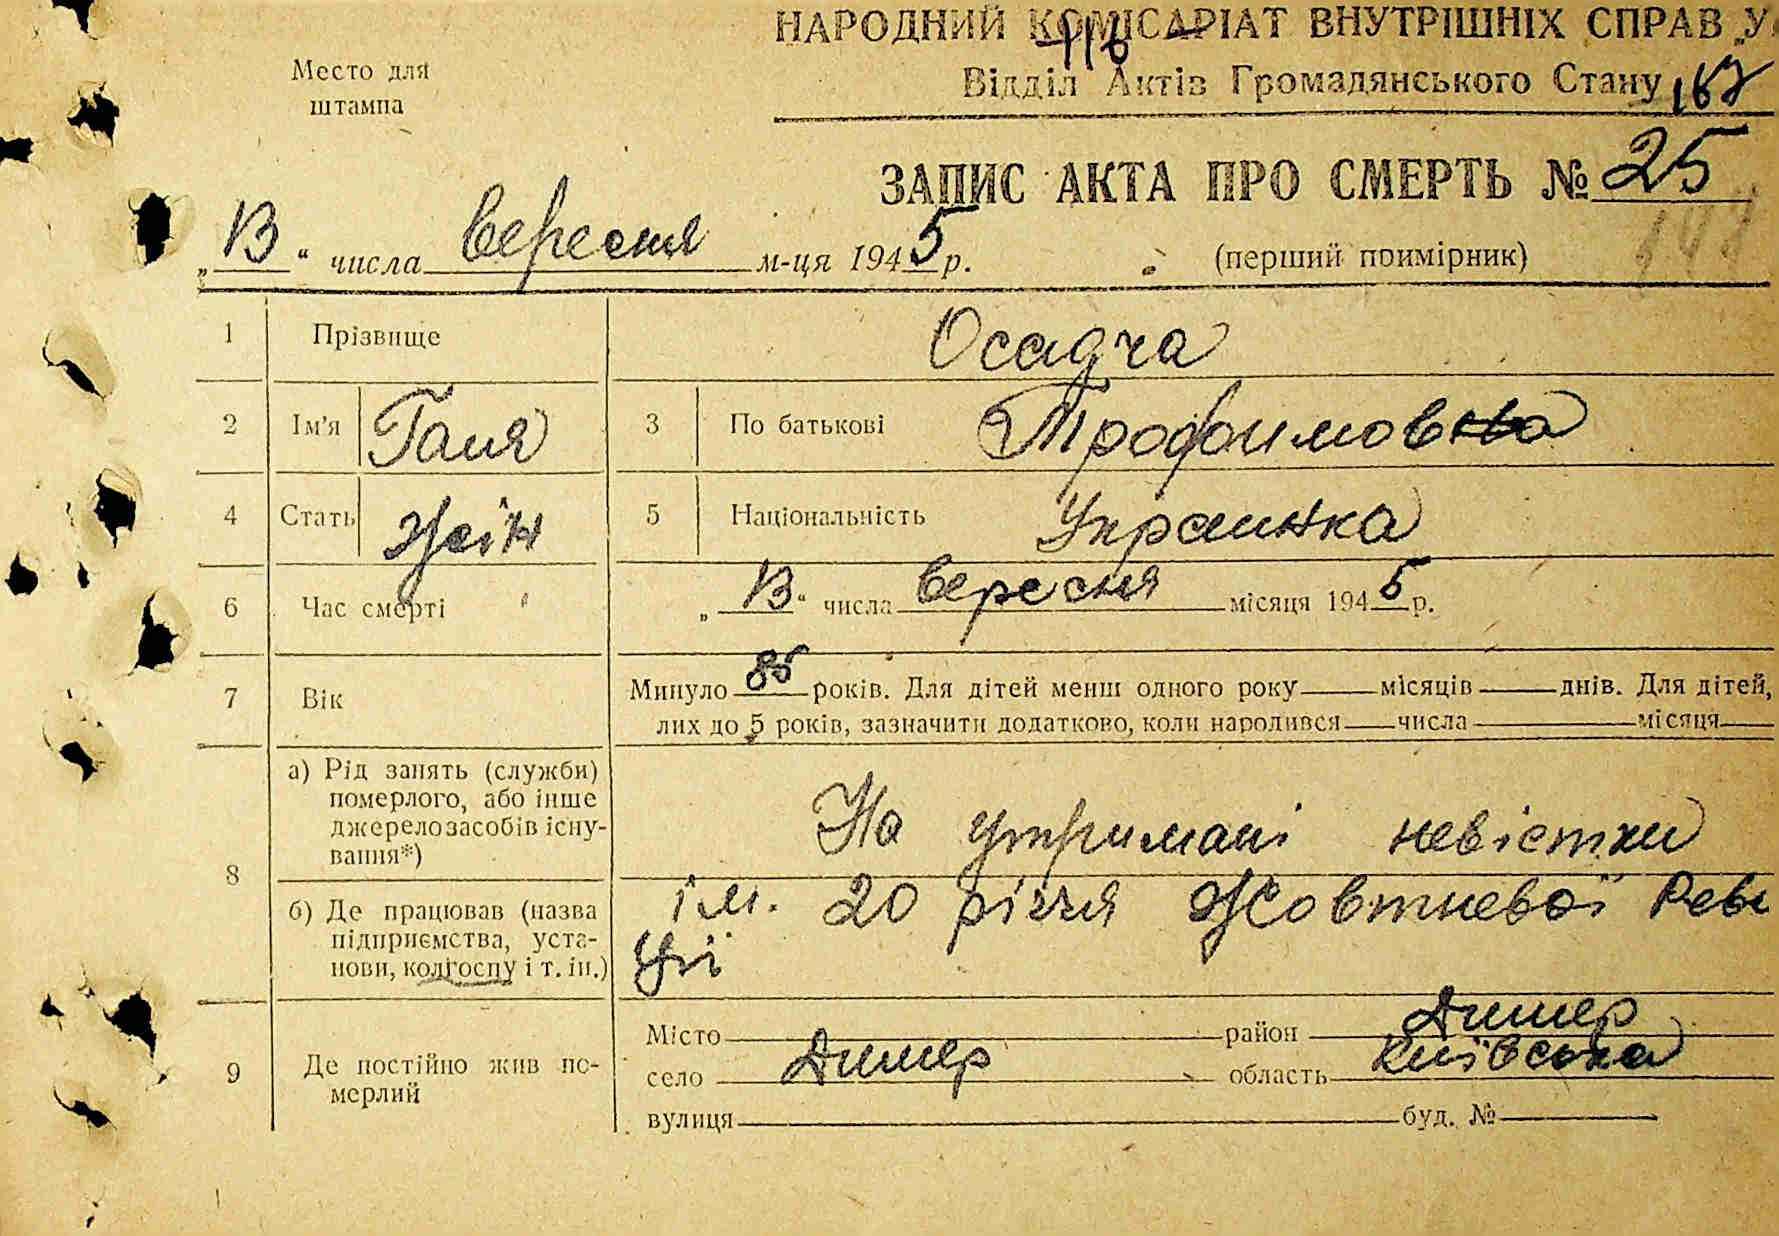 НАРОДНИЙ КОМІСАРІАТ ВНУТРІШНІХ СПРАВ У
116
Место для
штампа
Відділ Актів Громадянського Стану 167
ЗАПИС АКТА ПРО СМЕРТЬ № 25
„13“ числа вересня м-ця 1945 р. (перший примірник)
1 Прізвище Осадча
2 Ім'я Ганя 3 По батькові Трофимовна
4 Стать жін 5 Національність Украинка
6 Час смерті „13“ числа вересня місяця 1945 р.
7 Вік Минуло 85 років. Для дітей менш одного року місяців днів. Для дітей,
лих до 5 років, зазначити додатково, коли народився числа місяця
8 а) Рід занять (служби)
померлого, або інше
джерело засобів існу-
вання*) На утримані невістки
б) Де працював (назва
підприємства, уста-
нови, колгоспу і т. ін.) ім. 20 річчя Жовтневої Рево
ції
9 Де постійно жив по-
мерлий
Місто район Димер
село Димер область Київська
вулиця буд. №